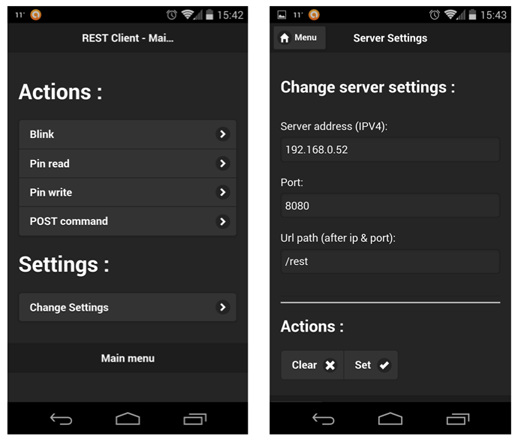 11°
15:42
REST Client - Mai...
Actions :
Blink
Pin read
Pin write
POST command
Settings :
Change Settings
Main menu
11°
15:43
Menu
Server Settings
Change server settings :
Server address (IPV4):
192.168.0.52
Port:
8080
Url path (after ip & port):
/rest
Actions :
Clear
Set